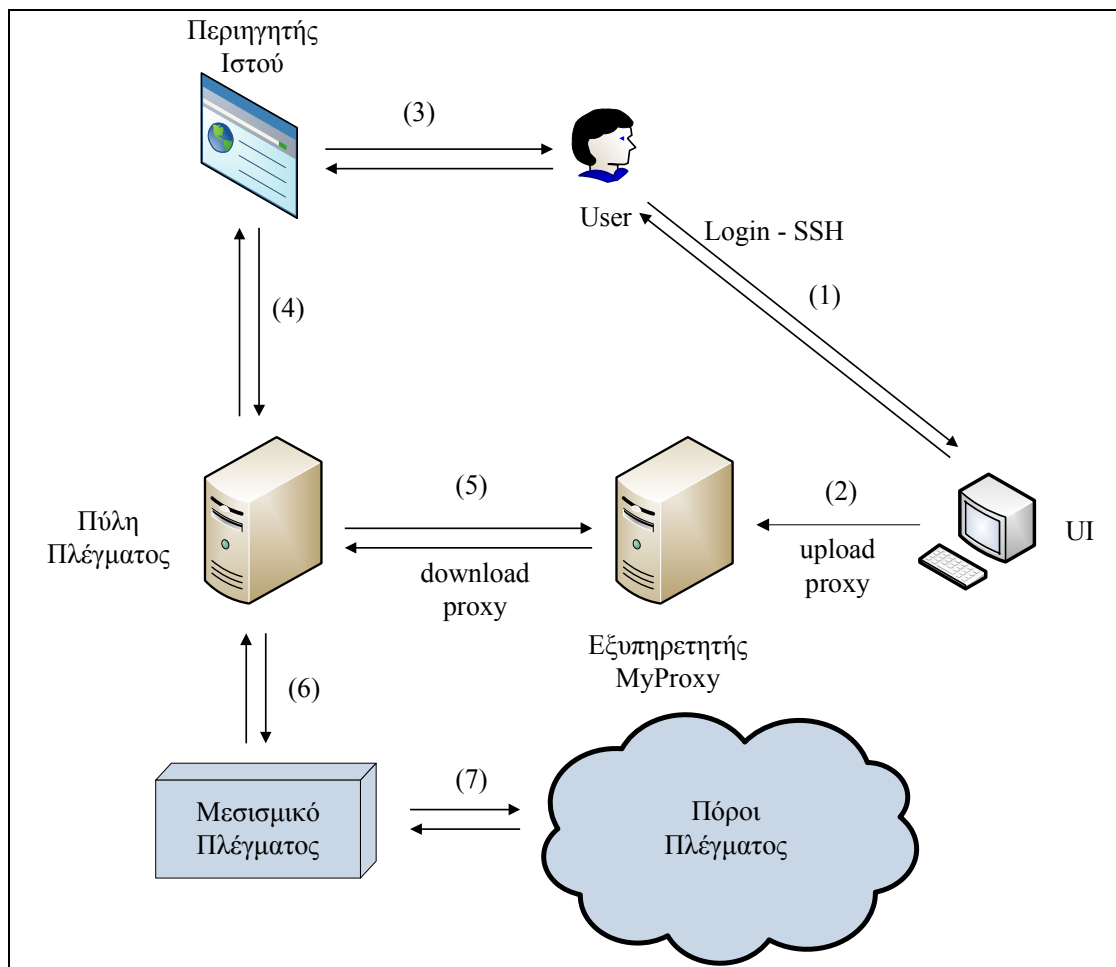 Περιηγητής
Ιστού
(3)
User
Login - SSH
(1)
(4)
Πύλη
Πλέγματος
(5)
download
proxy
(2)
upload
proxy
UI
Εξυπηρετητής
MyProxy
(6)
Μεσισμικό
Πλέγματος
(7)
Πόροι
Πλέγματος